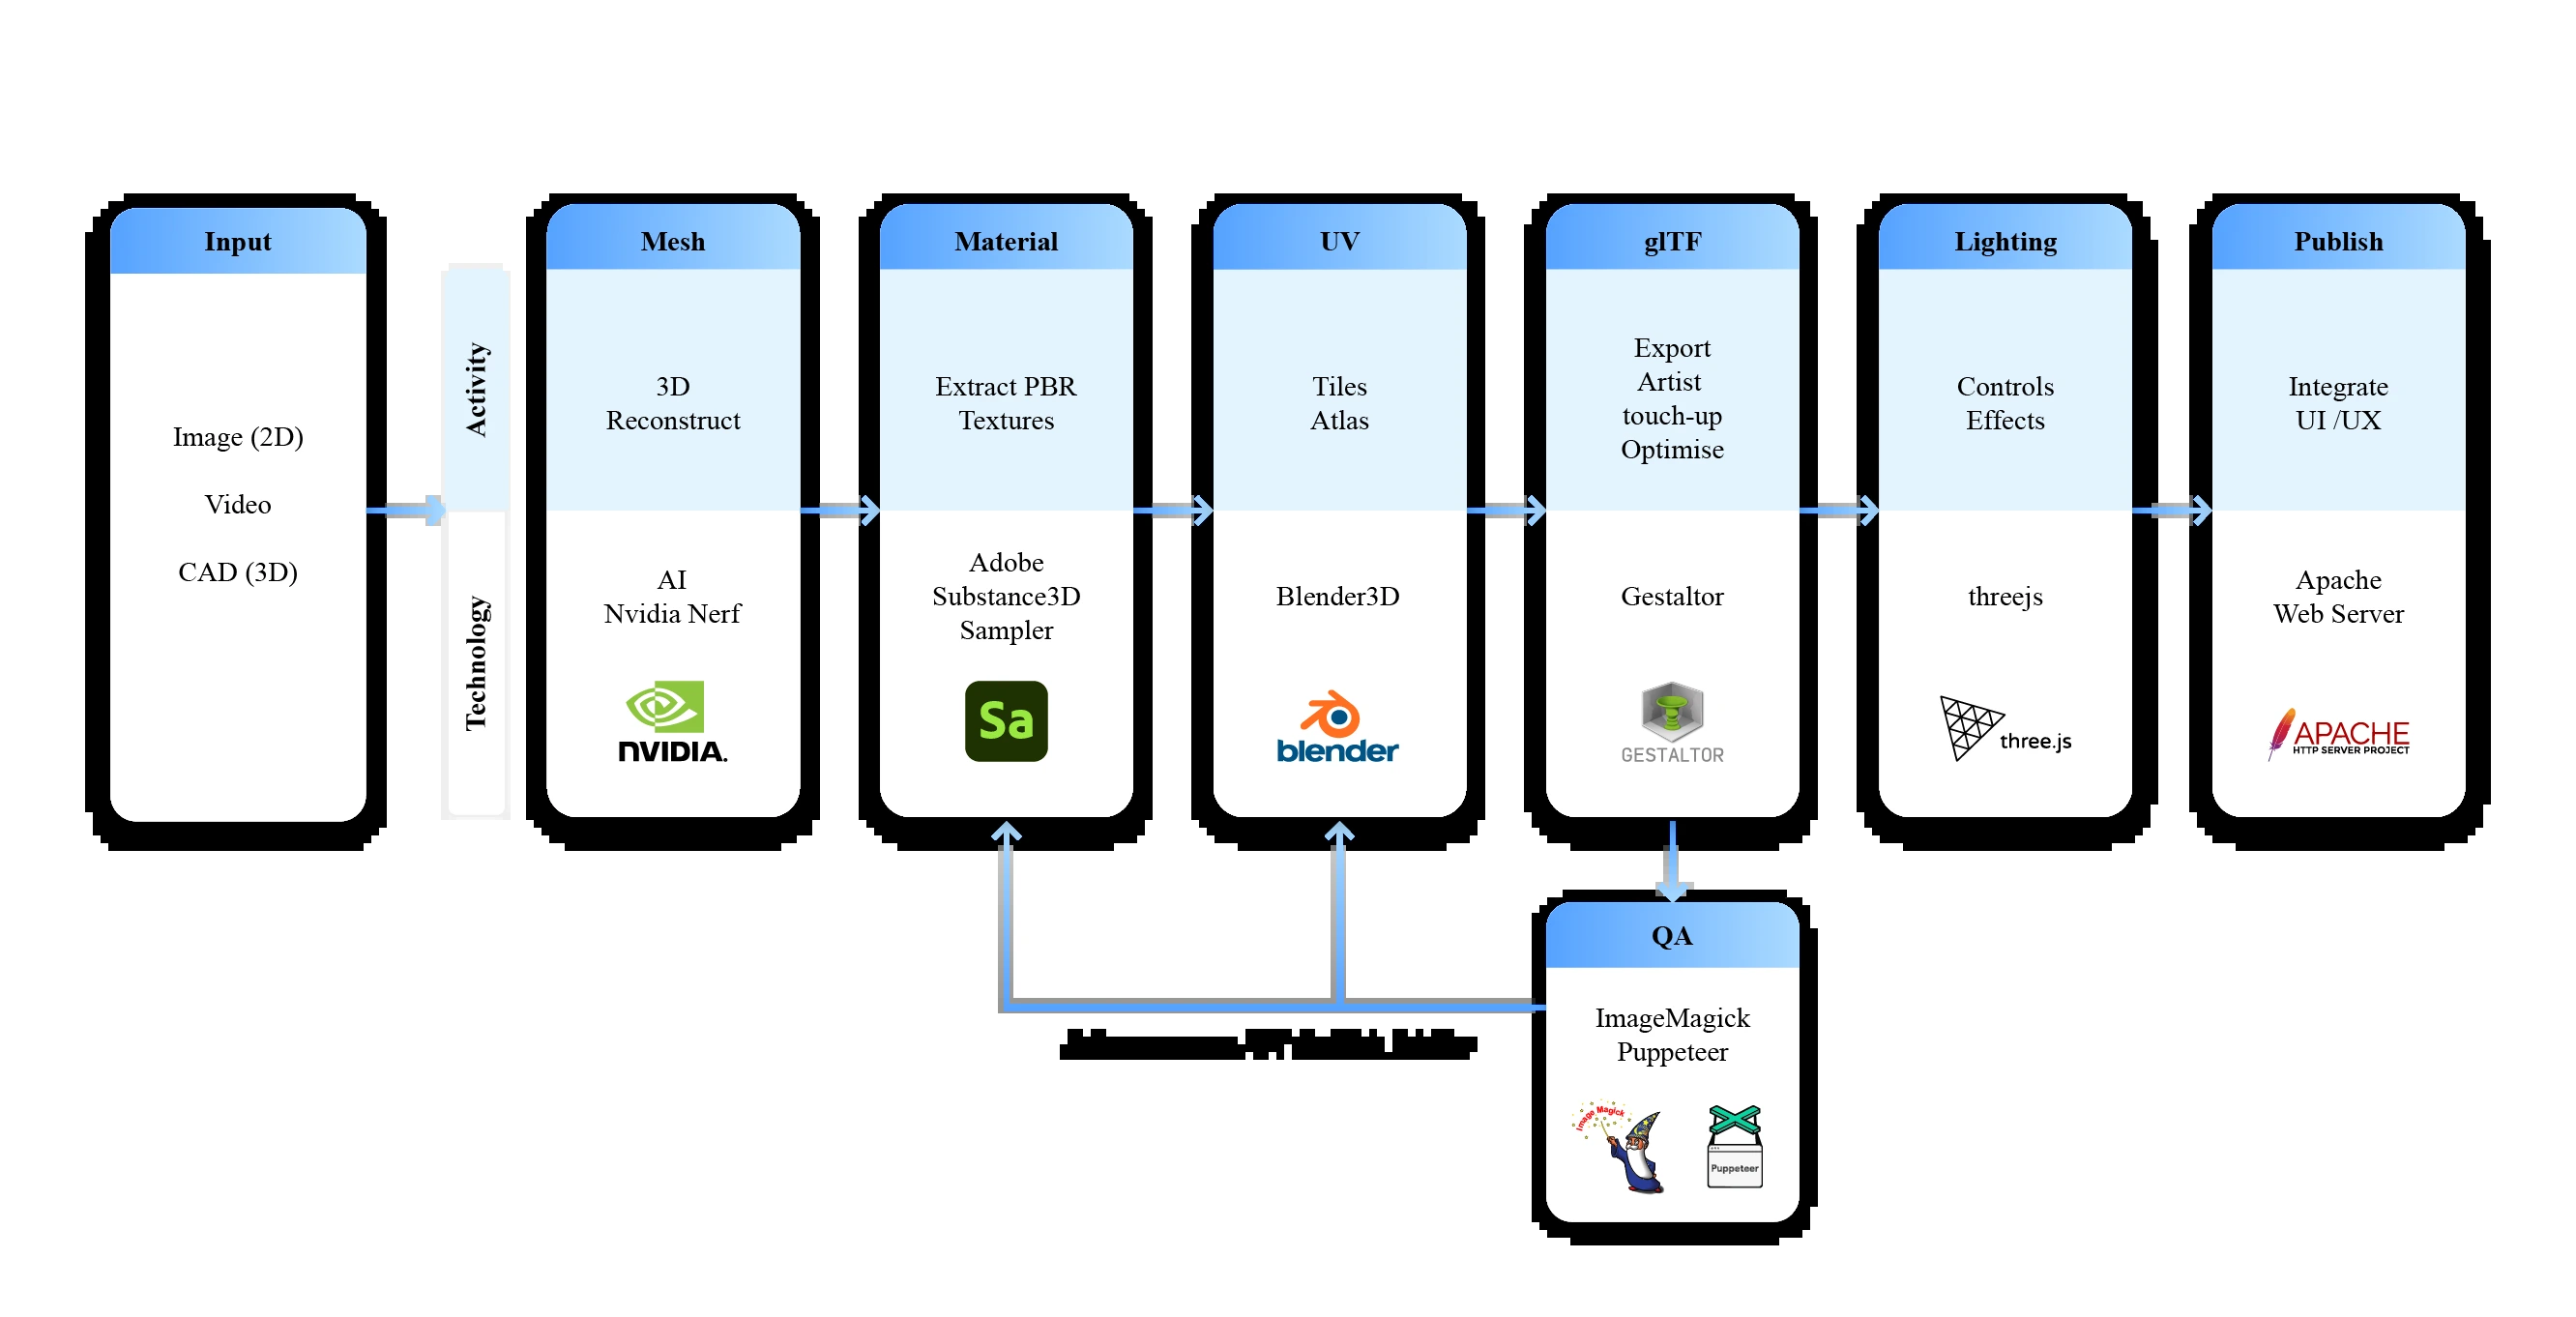 Input
Image (2D)
Video
CAD (3D)
Activity
Technology
Mesh
3D
Reconstruct
AI
Nvidia Nerf
NVIDIA.
Material
Extract PBR
Textures
Adobe
Substance3D
Sampler
Sa
UV
Tiles
Atlas
Blender3D
blender
glTF
Export
Artist
touch-up
Optimise
Gestaltor
GESTALTOR
Lighting
Controls
Effects
threejs
three.js
Publish
Integrate
UI /UX
Apache
Web Server
APACHE
HTTP SERVER PROJECT
QA
ImageMagick
Puppeteer
Image Magick
Puppeteer